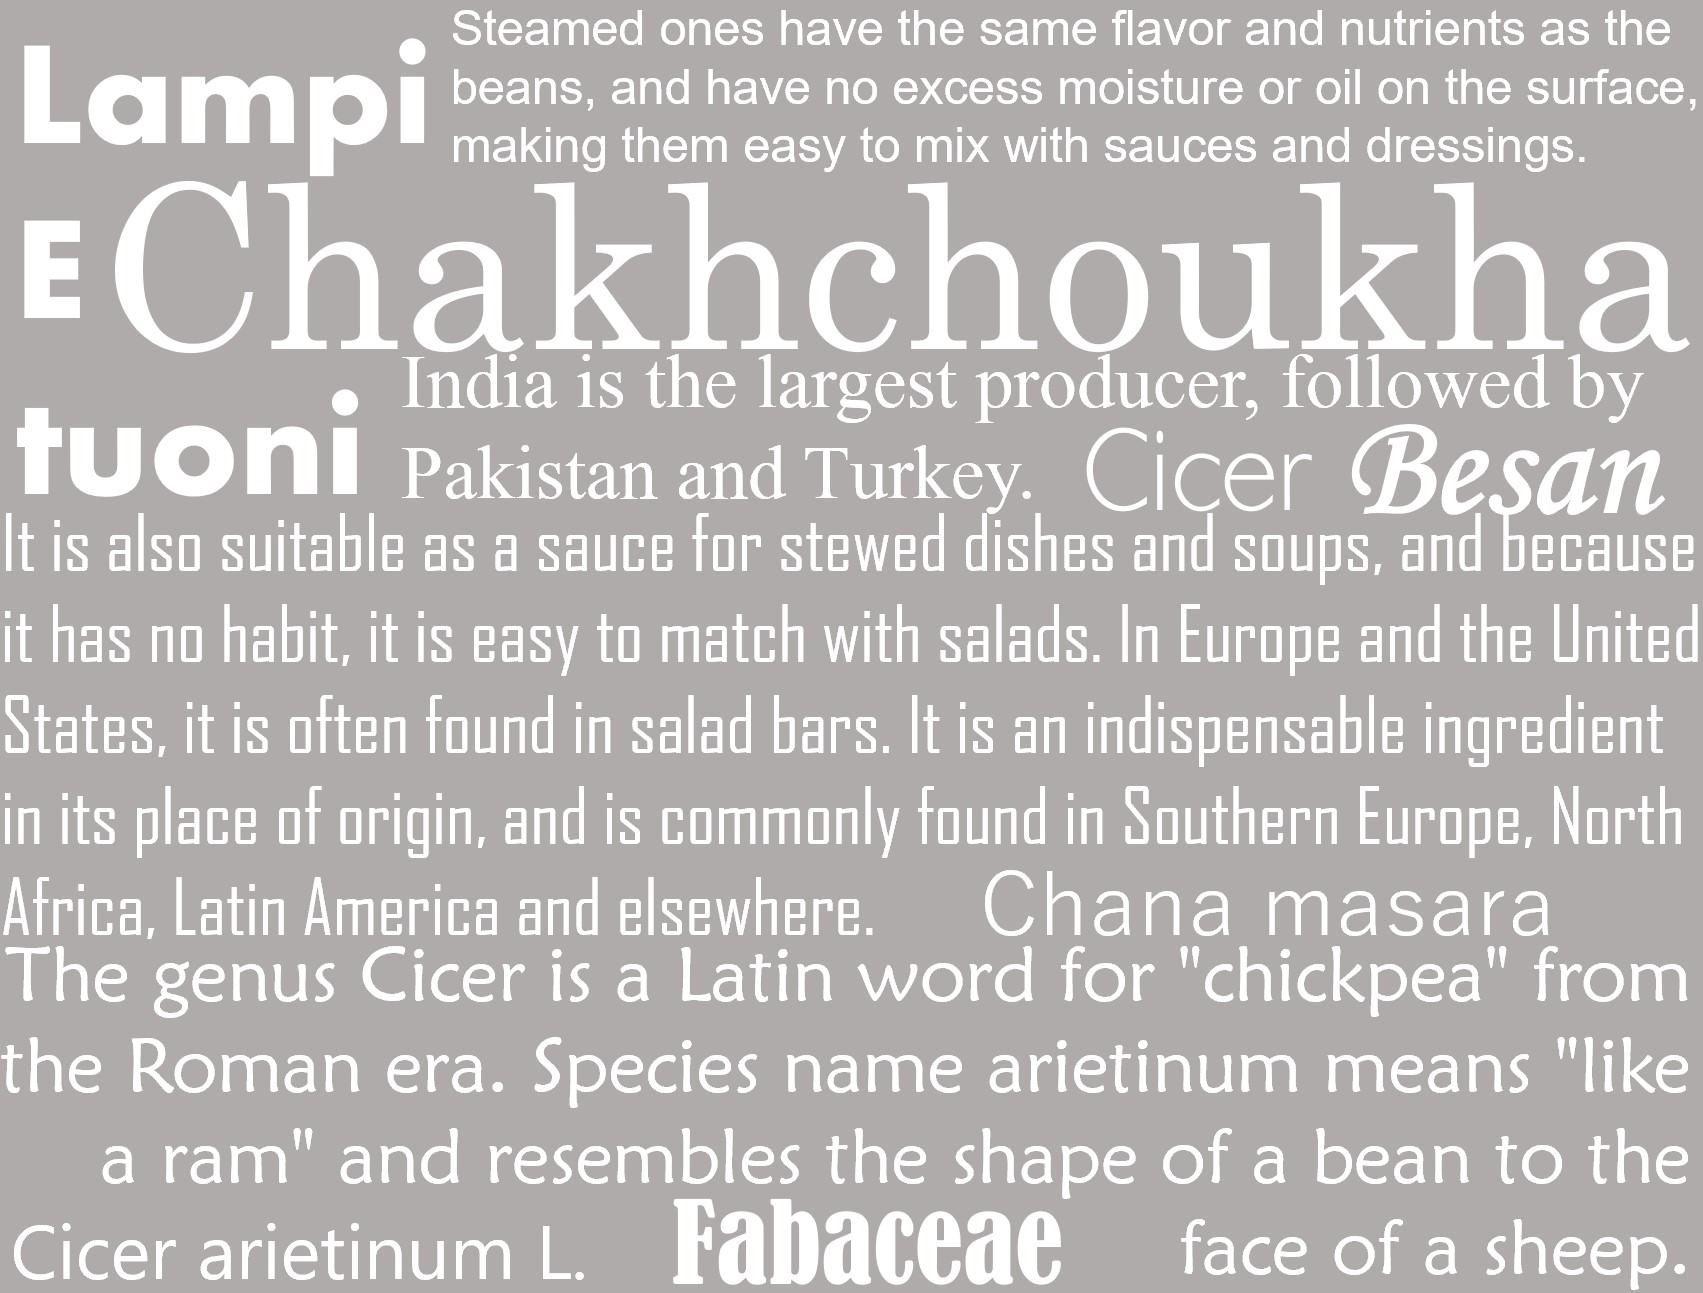 Lampi
E
tuoni
Steamed ones have the same flavor and nutrients as the
beans, and have no excess moisture or oil on the surface,
making them easy to mix with sauces and dressings.
Chakhchoukha
India is the largest producer, followed by
Pakistan and Turkey.
Cicer
Besan
It is also suitable as a sauce for stewed dishes and soups, and because
it has no habit, it is easy to match with salads. In Europe and the United
States, it is often found in salad bars. It is an indispensable ingredient
in its place of origin, and is commonly found in Southern Europe, North
Africa, Latin America and elsewhere.
Chana masara
The genus Cicer is a Latin word for "chickpea" from
the Roman era. Species name arietinum means "like
a ram" and resembles the shape of a bean to the
face of a sheep.
Cicer arietinum L.
Fabaceae